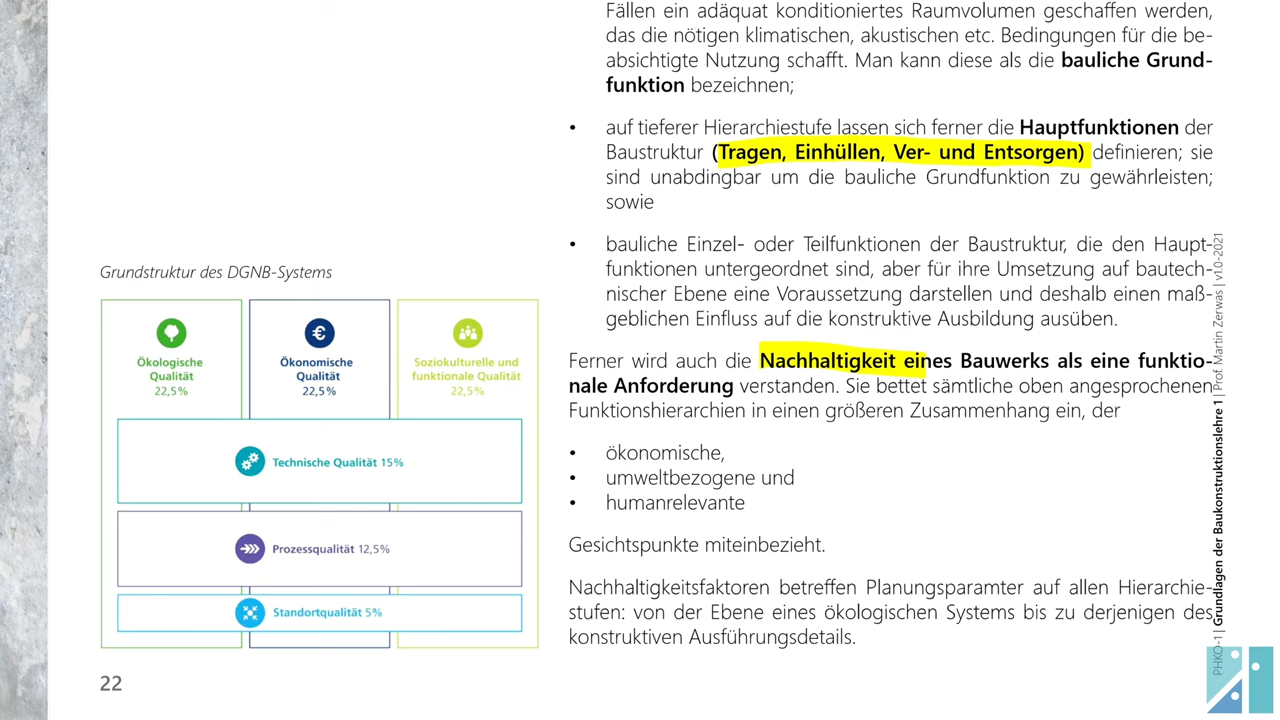 Fällen ein adäquat konditioniertes Raumvolumen geschaffen werden,
das die nötigen klimatischen, akustischen etc. Bedingungen für die be-
absichtigte Nutzung schafft. Man kann diese als die bauliche Grund-
funktion bezeichnen;
• auf tieferer Hierarchiestufe lassen sich ferner die Hauptfunktionen der
Baustruktur (Tragen, Einhüllen, Ver- und Entsorgen) definieren; sie
sind unabdingbar um die bauliche Grundfunktion zu gewährleisten;
sowie
• bauliche Einzel- oder Teilfunktionen der Baustruktur, die den Haupt-
funktionen untergeordnet sind, aber für ihre Umsetzung auf bautech-
nischer Ebene eine Voraussetzung darstellen und deshalb einen maß-
geblichen Einfluss auf die konstruktive Ausbildung ausüben.
Ferner wird auch die Nachhaltigkeit eines Bauwerks als eine funktio-
nale Anforderung verstanden. Sie bettet sämtliche oben angesprochenen
Funktionshierarchien in einen größeren Zusammenhang ein, der
• ökonomische,
• umweltbezogene und
• humanrelevante
Gesichtspunkte miteinbezieht.
Nachhaltigkeitsfaktoren betreffen Planungsparamter auf allen Hierarchie-
stufen: von der Ebene eines ökologischen Systems bis zu derjenigen des
konstruktiven Ausführungsdetails.
Grundstruktur des DGNB-Systems
Ökologische
Qualität
22,5%
€
Ökonomische
Qualität
22,5%
Soziokulturelle und
funktionale Qualität
22,5%
Technische Qualität 15%
Prozessqualität 12,5%
Standortqualität 5%
22
PHKO-1 | Grundlagen der Baukonstruktionslehre 1 | Prof. Martin Zerwas | v1.0-2021